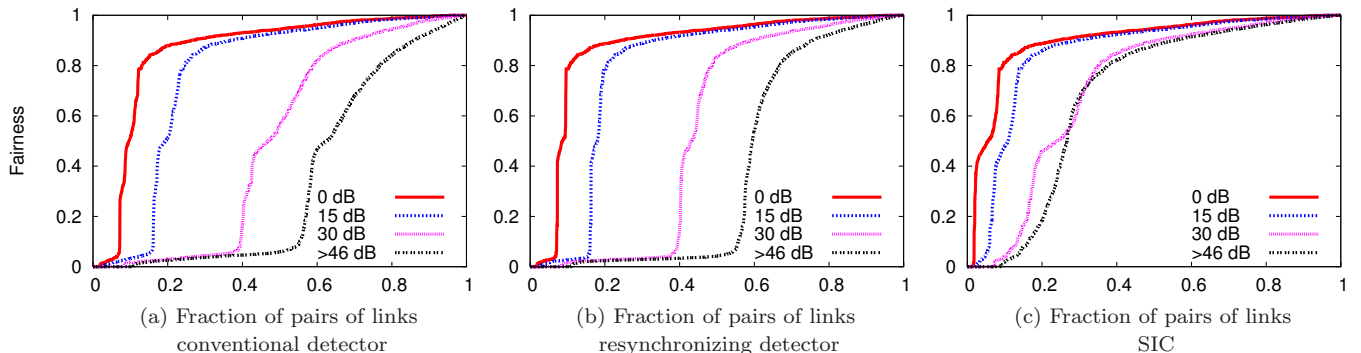 Fairness
1
0.8
0.6
0.4
0.2
0
0 dB
15 dB
30 dB
>46 dB
0 0.2 0.4 0.6 0.8 1
(a) Fraction of pairs of links
conventional detector
1
0.8
0.6
0.4
0.2
0
0 dB
15 dB
30 dB
>46 dB
0 0.2 0.4 0.6 0.8 1
(b) Fraction of pairs of links
resynchronizing detector
1
0.8
0.6
0.4
0.2
0
0 dB
15 dB
30 dB
>46 dB
0 0.2 0.4 0.6 0.8 1
(c) Fraction of pairs of links
SIC